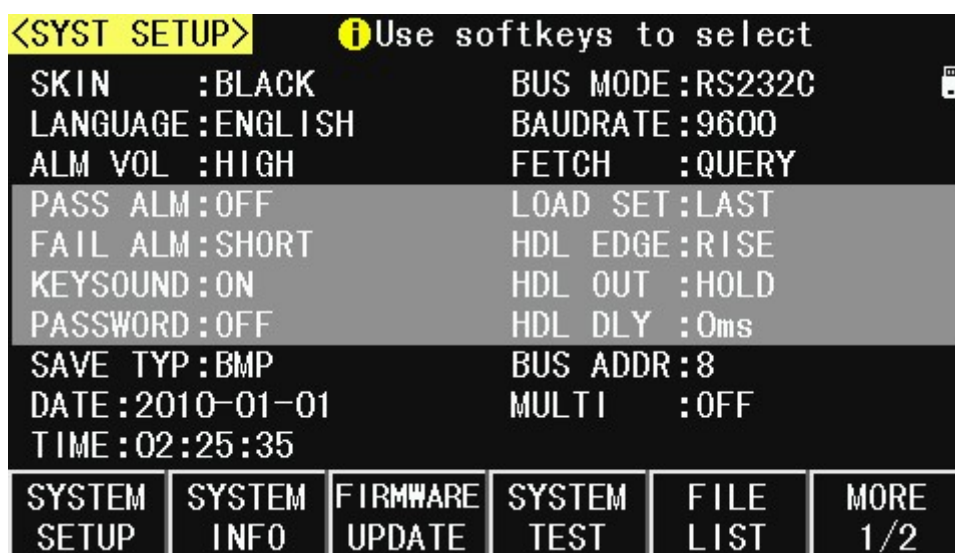 <SYST SETUP> Use softkeys to select
SKIN :BLACK BUS MODE:RS232C
LANGUAGE:ENGLISH BAUDRATE:9600
ALM VOL :HIGH FETCH :QUERY
PASS ALM:OFF LOAD SET:LAST
FAIL ALM:SHORT HDL EDGE:RISE
KEYSOUND:ON HDL OUT :HOLD
PASSWORD:OFF HDL DLY :0ms
SAVE TYP:BMP BUS ADDR:8
DATE:2010-01-01 MULTI :OFF
TIME:02:25:35
SYSTEM SYSTEM FIRMWARE SYSTEM FILE MORE
SETUP INFO UPDATE TEST LIST 1/2